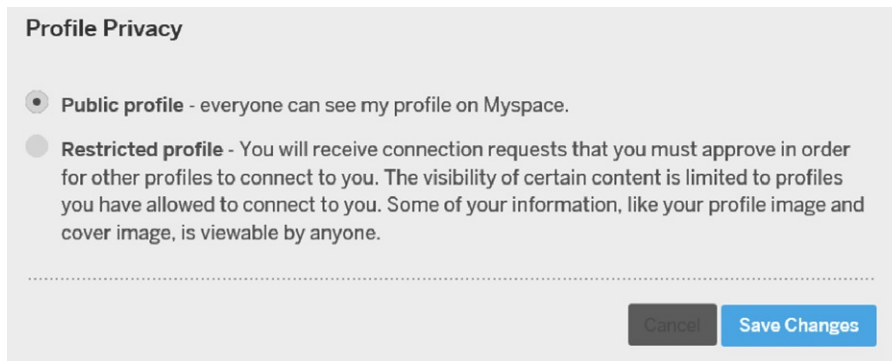 Profile Privacy
Public profile - everyone can see my profile on Myspace.
Restricted profile - You will receive connection requests that you must approve in order
for other profiles to connect to you. The visibility of certain content is limited to profiles
you have allowed to connect to you. Some of your information, like your profile image and
cover image, is viewable by anyone.
Cancel Save Changes